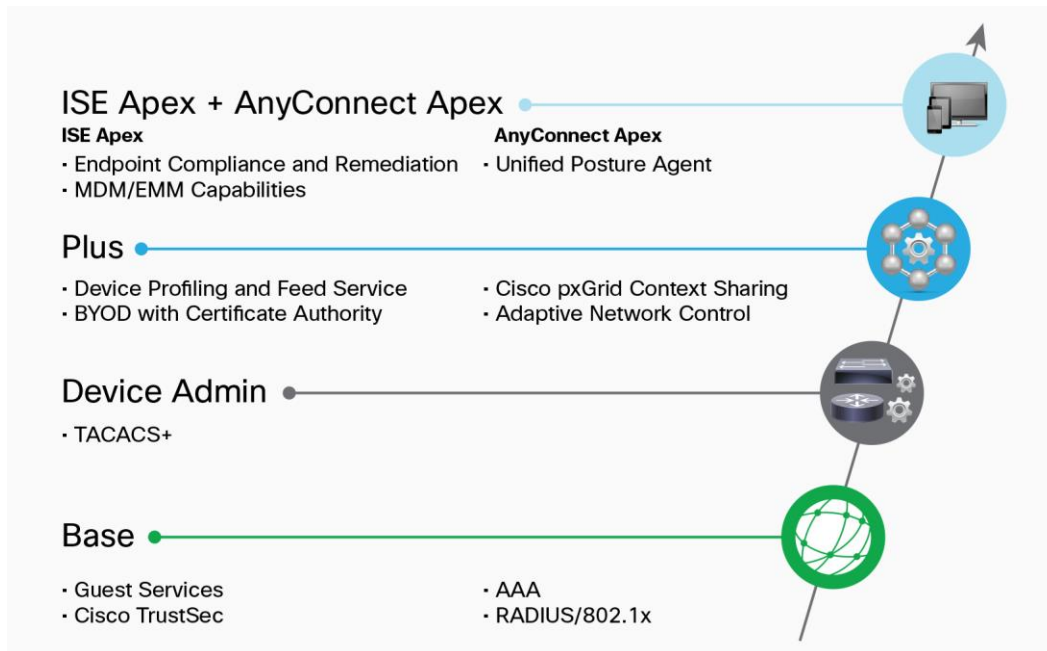 ISE Apex + AnyConnect Apex
ISE Apex
· Endpoint Compliance and Remediation
· MDM/EMM Capabilities
AnyConnect Apex
· Unified Posture Agent
Plus
· Device Profiling and Feed Service
· BYOD with Certificate Authority
· Cisco pxGrid Context Sharing
· Adaptive Network Control
Device Admin
· TACACS+
Base
· Guest Services
· Cisco TrustSec
· AAA
· RADIUS/802.1x